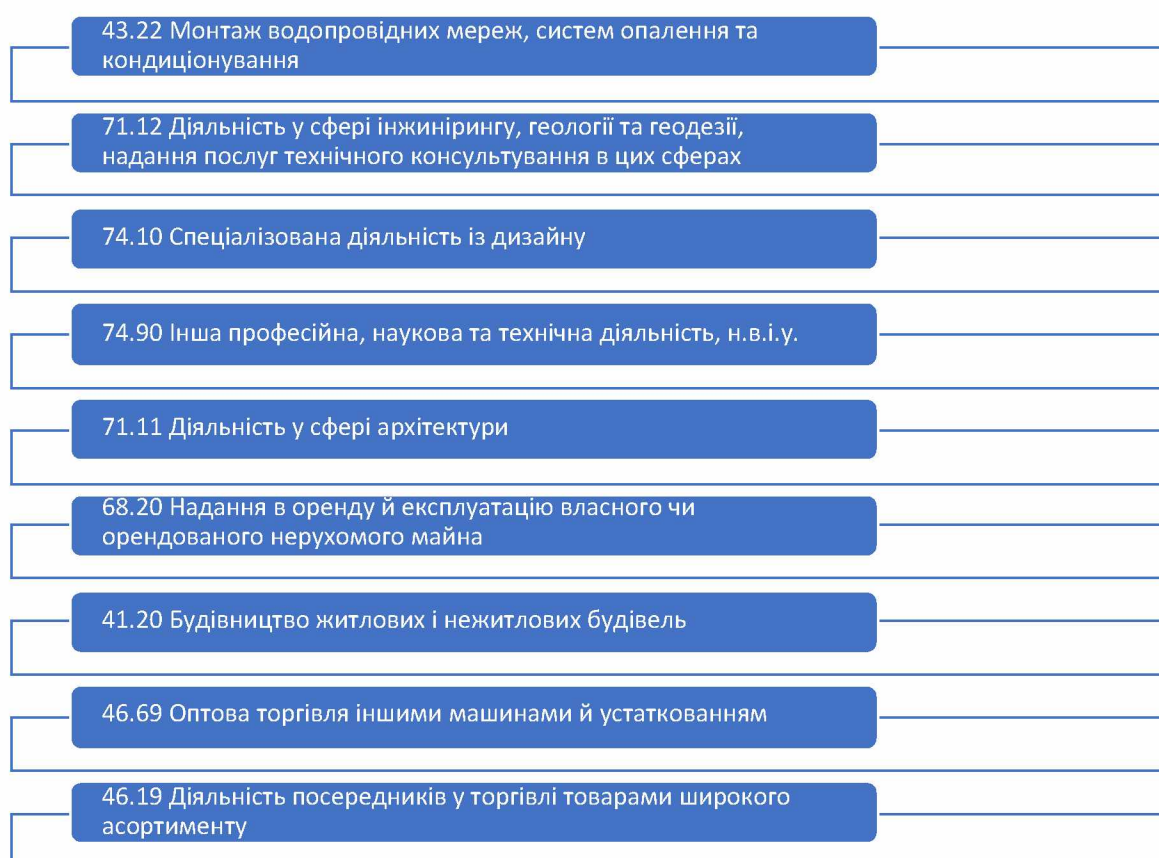 43.22 Монтаж водопровідних мереж, систем опалення та
кондиціонування
71.12 Діяльність у сфері інжинірингу, геології та геодезії,
надання послуг технічного консультування в цих сферах
74.10 Спеціалізована діяльність із дизайну
74.90 Інша професійна, наукова та технічна діяльність, н.в.і.у.
71.11 Діяльність у сфері архітектури
68.20 Надання в оренду й експлуатацію власного чи
орендованого нерухомого майна
41.20 Будівництво житлових і нежитлових будівель
46.69 Оптова торгівля іншими машинами й устаткованням
46.19 Діяльність посередників у торгівлі товарами широкого
асортименту